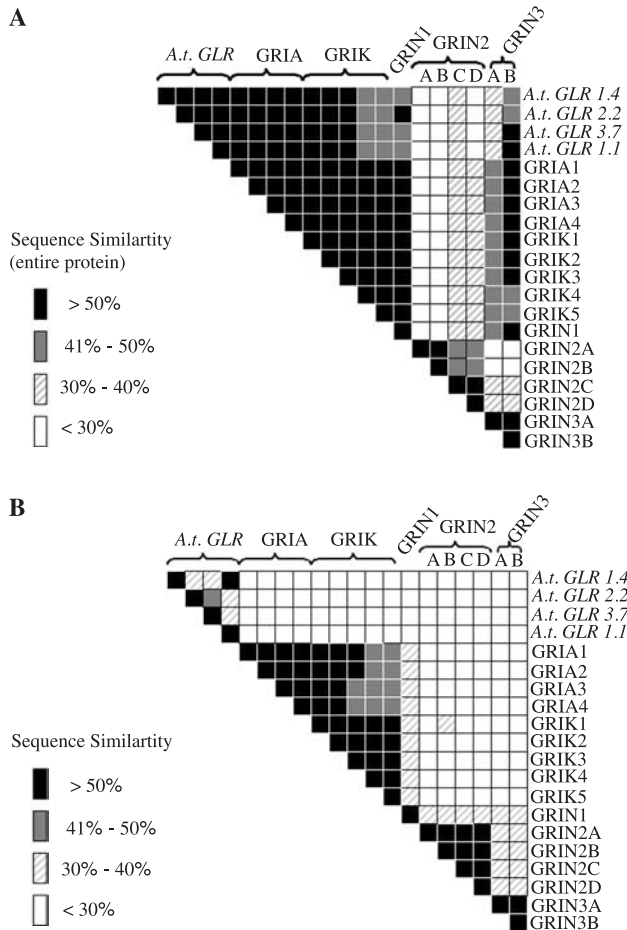 A
A.t. GLR GRIA GRIK GRIN1 GRIN2 GRIN3
A B C D A B
A.t. GLR 1.4
A.t. GLR 2.2
A.t. GLR 3.7
A.t. GLR 1.1
GRIA1
GRIA2
GRIA3
GRIA4
GRIK1
GRIK2
GRIK3
GRIK4
GRIK5
GRIN1
GRIN2A
GRIN2B
GRIN2C
GRIN2D
GRIN3A
GRIN3B
Sequence Similartity
(entire protein)
> 50%
41% - 50%
30% - 40%
< 30%
B
A.t. GLR GRIA GRIK GRIN1 GRIN2 GRIN3
A B C D A B
A.t. GLR 1.4
A.t. GLR 2.2
A.t. GLR 3.7
A.t. GLR 1.1
GRIA1
GRIA2
GRIA3
GRIA4
GRIK1
GRIK2
GRIK3
GRIK4
GRIK5
GRIN1
GRIN2A
GRIN2B
GRIN2C
GRIN2D
GRIN3A
GRIN3B
Sequence Similartity
> 50%
41% - 50%
30% - 40%
< 30%